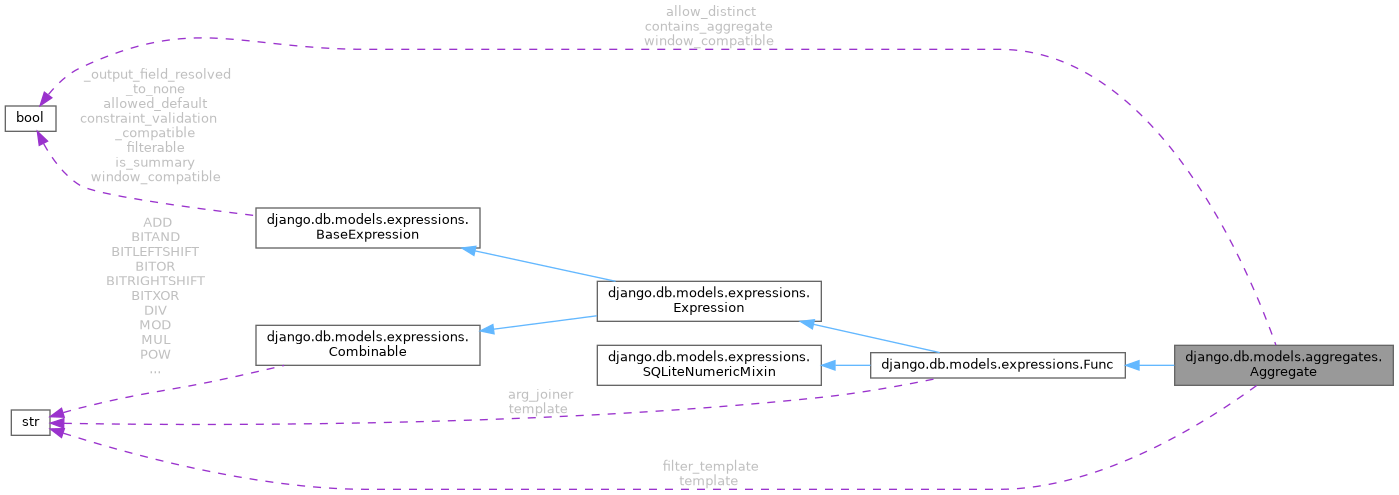 allow_distinct
contains_aggregate
window_compatible
_output_field_resolved
_to_none
allowed_default
constraint_validation
_compatible
filterable
is_summary
window_compatible
bool
django.db.models.expressions.
BaseExpression
ADD
BITAND
BITLEFTSHIFT
BITOR
BITRIGHTSHIFT
BITXOR
DIV
MOD
MUL
POW
...
django.db.models.expressions.
Expression
django.db.models.expressions.
Combinable
django.db.models.expressions.
SQLiteNumericMixin
django.db.models.expressions.Func
django.db.models.aggregates.
Aggregate
arg_joiner
template
str
filter_template
template